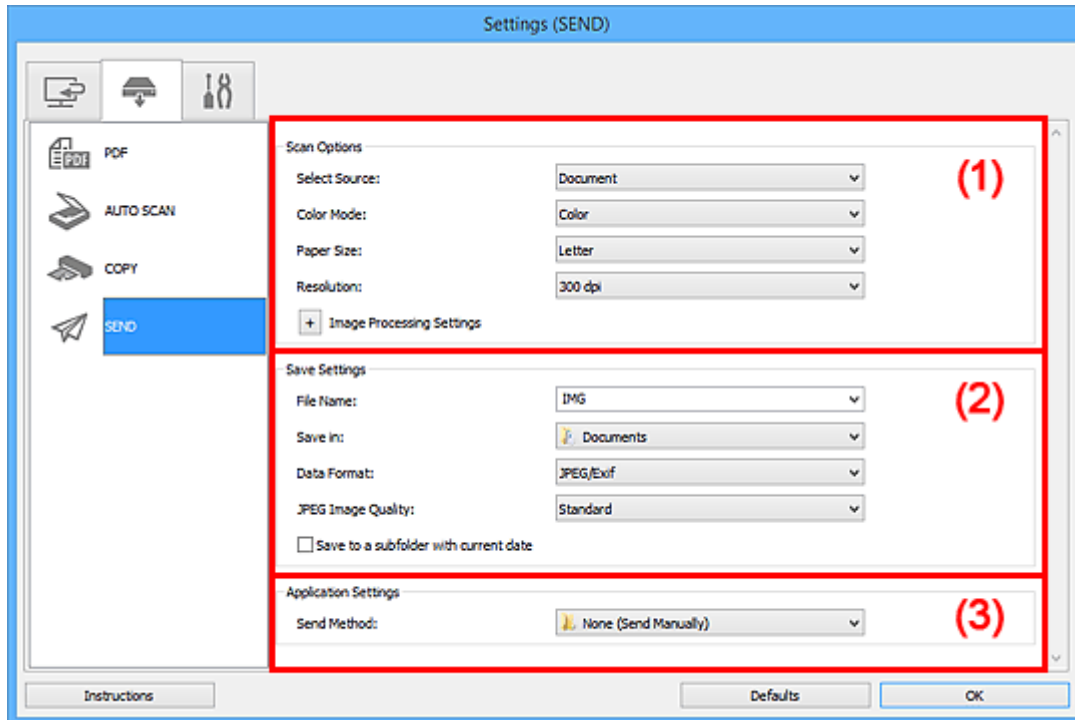 Settings (SEND)
PDF
PDF
AUTO SCAN
COPY
SEND
Scan Options
(1)
Select Source: Document
Color Mode: Color
Paper Size: Letter
Resolution: 300 dpi
+ Image Processing Settings
Save Settings
(2)
File Name: IMG
Save in: Documents
Data Format: JPEG/Exif
JPEG Image Quality: Standard
Save to a subfolder with current date
Application Settings
(3)
Send Method: None (Send Manually)
Instructions
Defaults
OK